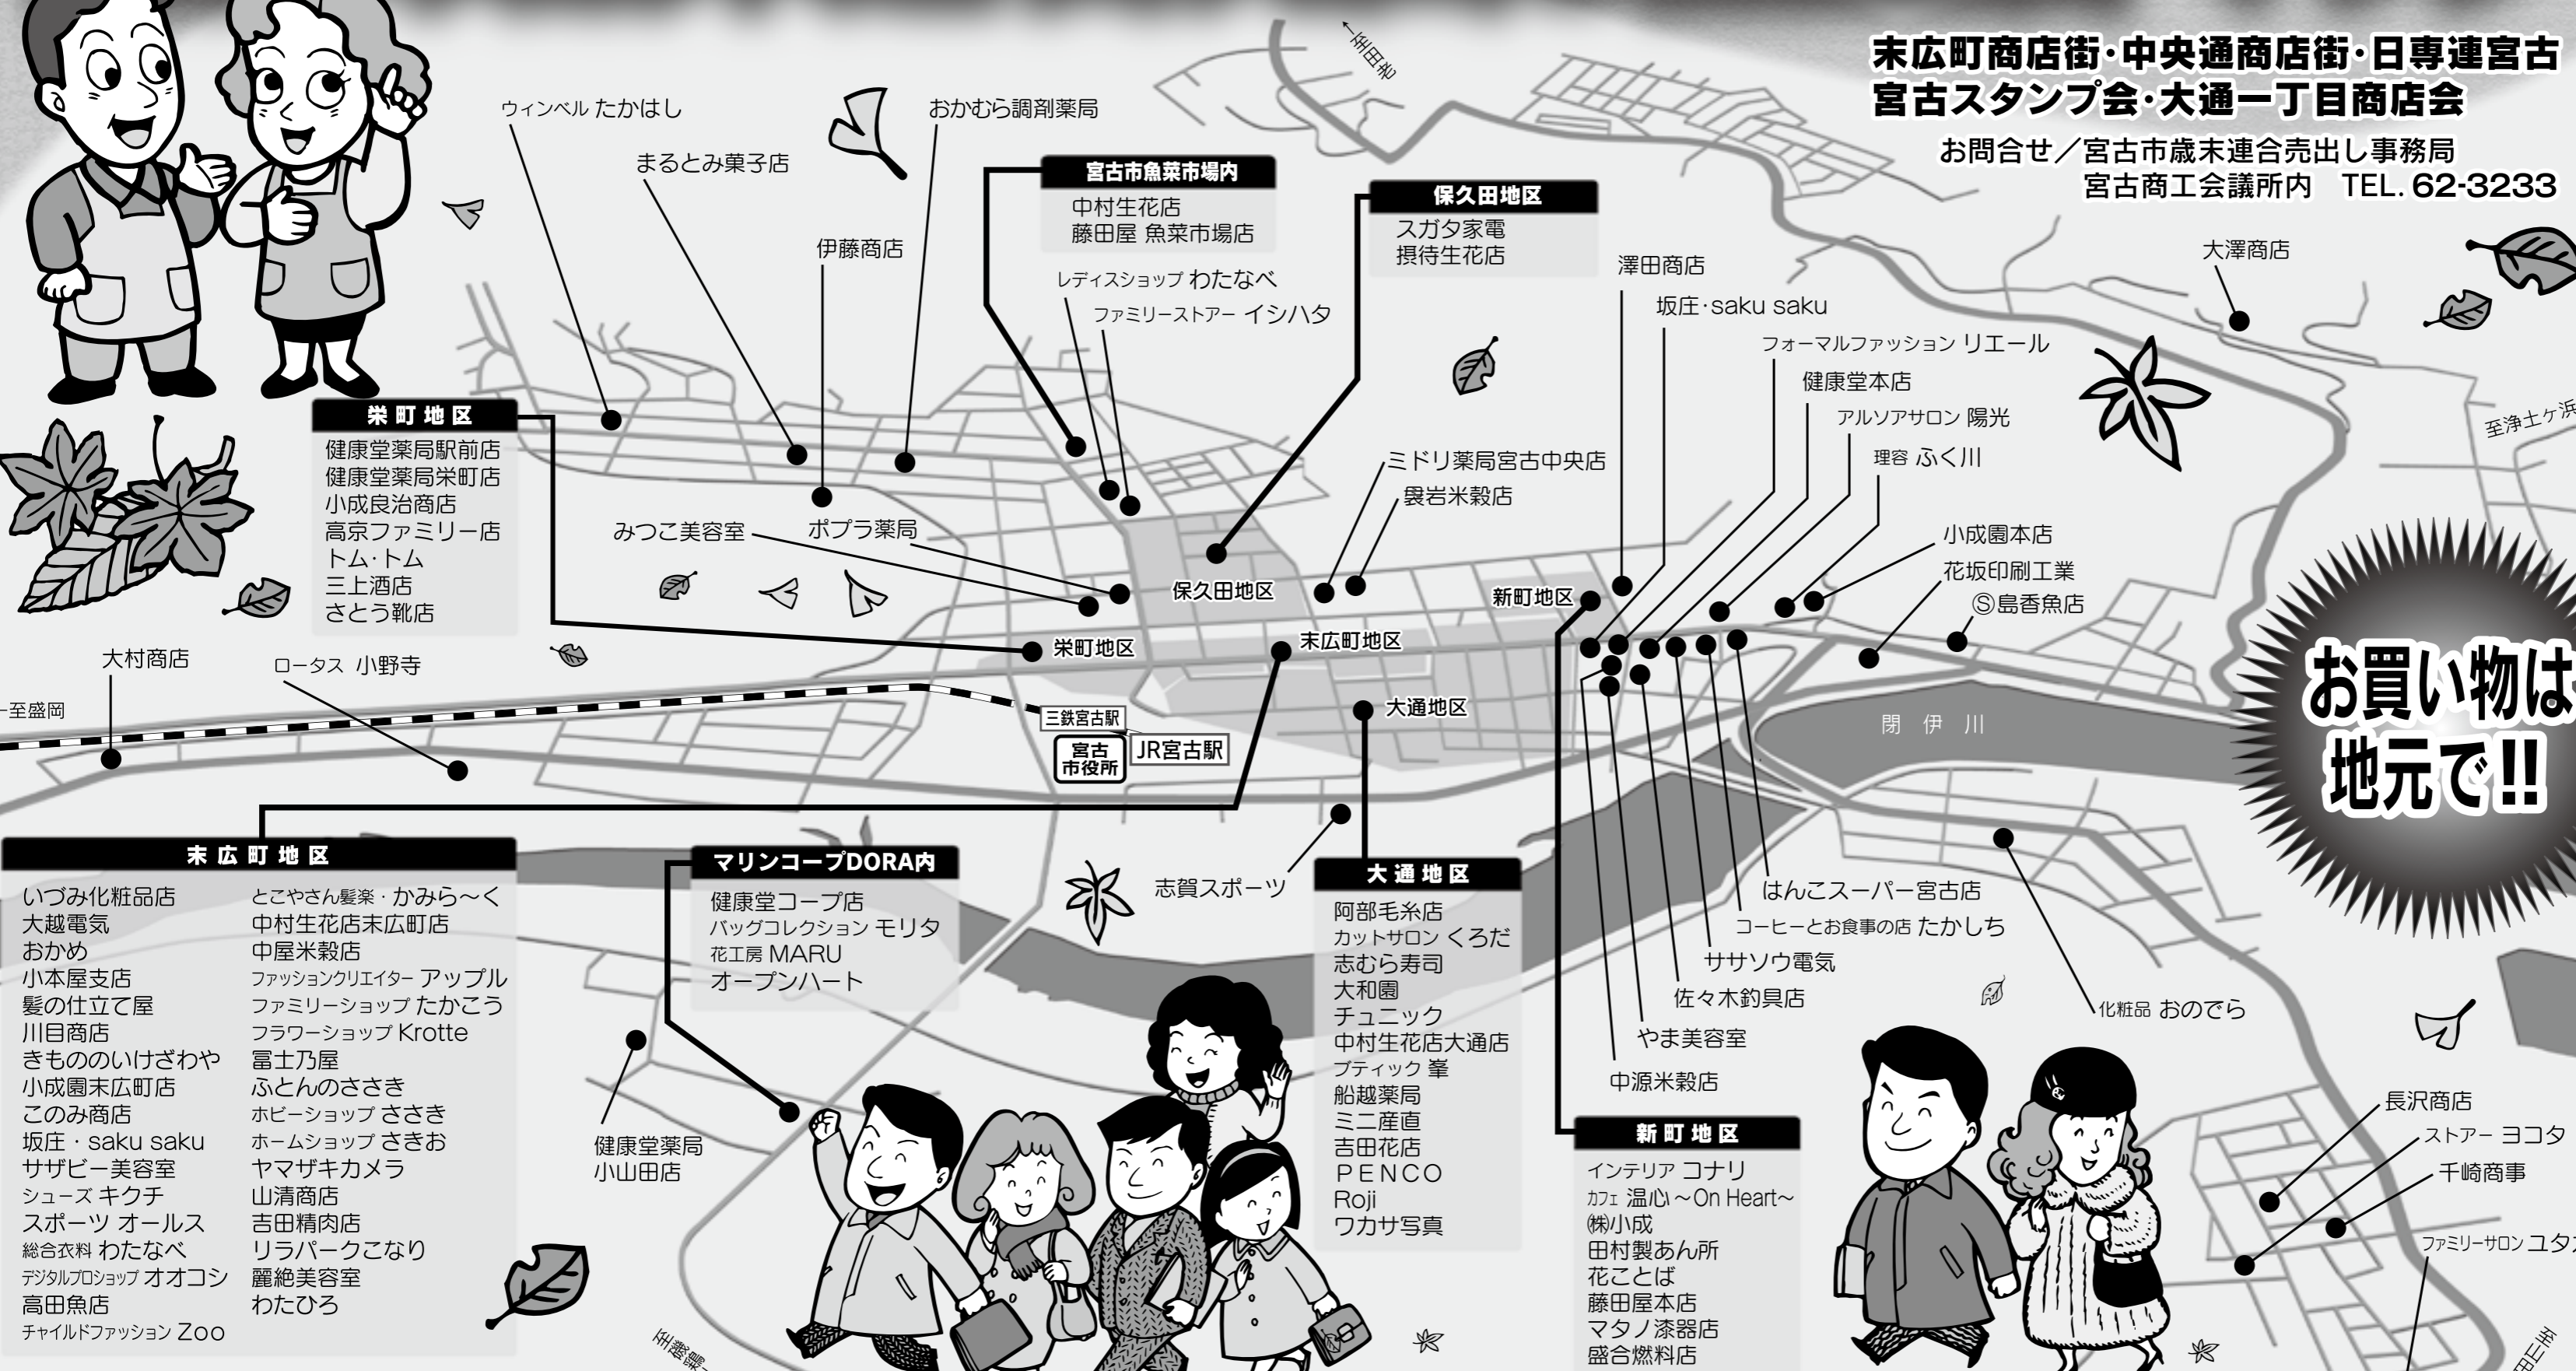 末広町商店街・中央通商店街・日専連宮古
宮古スタンプ会・大通一丁目商店会
お問合せ／宮古市歳末連合売出し事務局
宮古商工会議所内 TEL. 62-3233
↑至田老
ウィンベル たかはし
まるとみ菓子店
伊藤商店
おかむら調剤薬局
宮古市魚菜市場内
中村生花店
藤田屋 魚菜市場店
レディスショップ わたなべ
ファミリーストアー イシハタ
保久田地区
スガタ家電
摂待生花店
澤田商店
坂庄・saku saku
フォーマルファッション リエール
健康堂本店
アルソアサロン 陽光
理容 ふく川
大澤商店
至浄土ケ浜
小成園本店
花坂印刷工業
Ⓢ島香魚店
ミドリ薬局宮古中央店
袰岩米穀店
みつこ美容室
ポプラ薬局
栄町地区
健康堂薬局駅前店
健康堂薬局栄町店
小成良治商店
高京ファミリー店
トム・トム
三上酒店
さとう靴店
大村商店
ロータス 小野寺
至盛岡
保久田地区
新町地区
末広町地区
栄町地区
大通地区
三鉄宮古駅
宮古
市役所
JR宮古駅
閉伊川
お買い物は
地元で!!
末広町地区
いづみ化粧品店
大越電気
おかめ
小本屋支店
髪の仕立て屋
川目商店
きもののいけざわや
小成園末広町店
このみ商店
坂庄・saku saku
サザビー美容室
シューズ キクチ
スポーツ オールス
総合衣料 わたなべ
デジタルプロショップ オオコシ
高田魚店
チャイルドファッション Zoo
とこやさん髪楽・かみら〜く
中村生花店末広町店
中屋米穀店
ファッションクリエイター アップル
ファミリーショップ たかこう
フラワーショップ Krotte
冨士乃屋
ふとんのささき
ホビーショップ ささき
ホームショップ さきお
ヤマザキカメラ
山清商店
吉田精肉店
リラパークこなり
麗絶美容室
わたひろ
マリンコープDORA内
健康堂コープ店
バッグコレクション モリタ
花工房 MARU
オープンハート
健康堂薬局
小山田店
志賀スポーツ
大通地区
阿部毛糸店
カットサロン くろだ
志むら寿司
大和園
チュニック
中村生花店大通店
ブティック 峯
船越薬局
ミニ産直
吉田花店
PENCO
Roji
ワカサ写真
はんこスーパー宮古店
コーヒーとお食事の店 たかしち
ササソウ電気
佐々木釣具店
やま美容室
中源米穀店
新町地区
インテリア コナリ
カフェ 温心〜On Heart〜
㈱小成
田村製あん所
花ことば
藤田屋本店
マタノ漆器店
盛合燃料店
化粧品 おのでら
長沢商店
ストアー ヨコタ
千崎商事
ファミリーサロン ユタ
至磯鶏